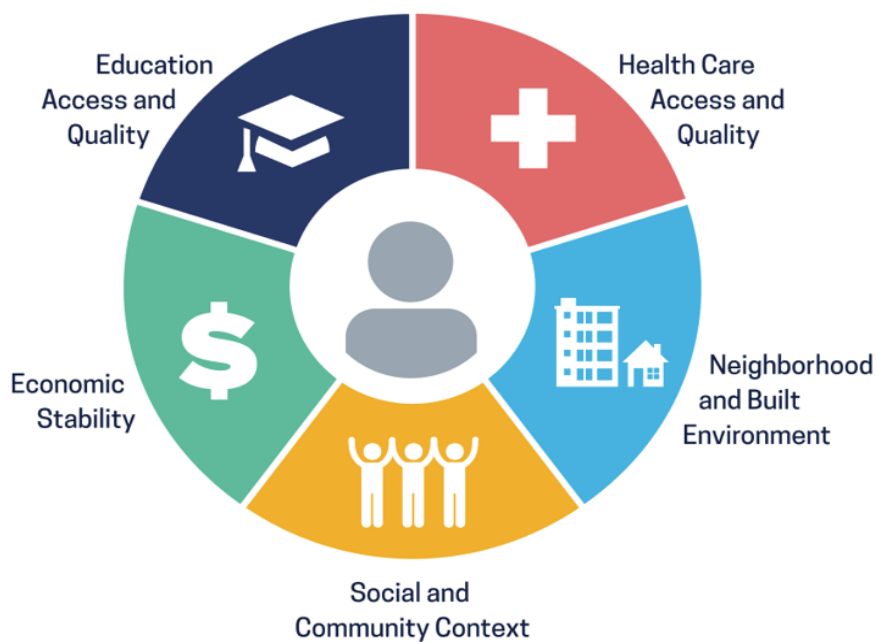 Education
Access and
Quality
Health Care
Access and
Quality
Economic
Stability
Neighborhood
and Built
Environment
Social and
Community Context